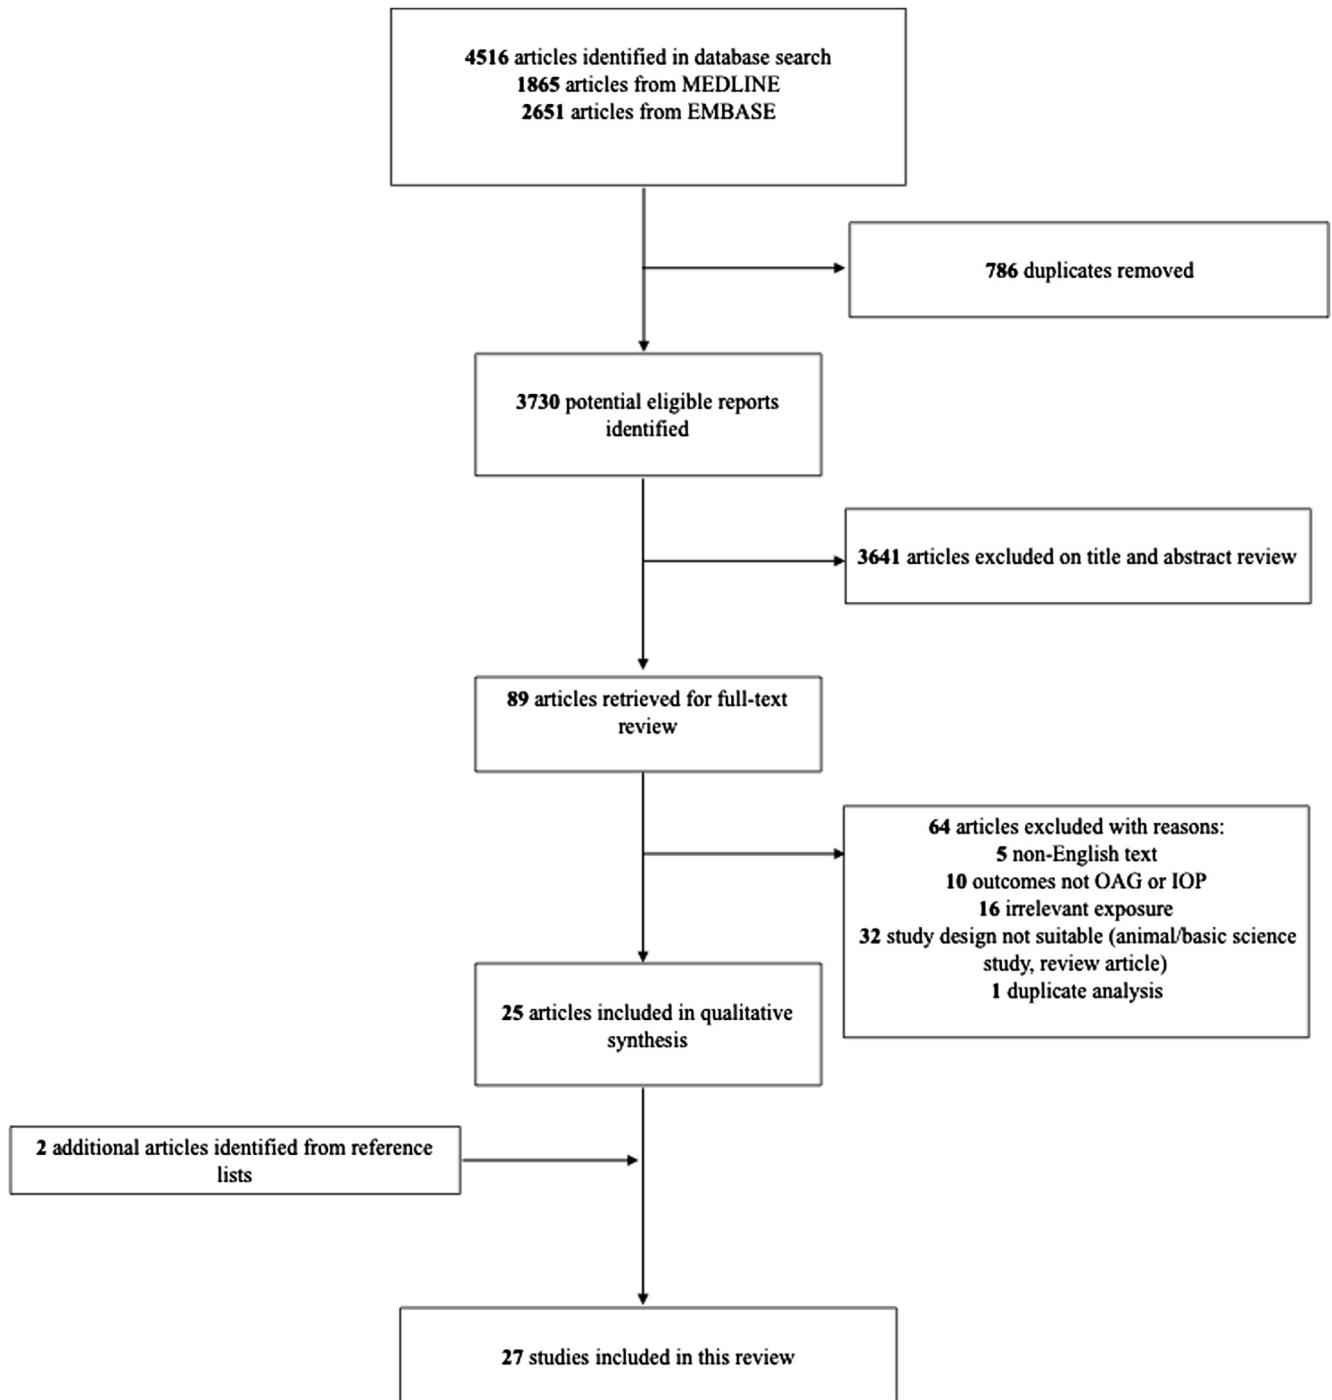 4516 articles identified in database search
1865 articles from MEDLINE
2651 articles from EMBASE
786 duplicates removed
3730 potential eligible reports
identified
3641 articles excluded on title and abstract review
89 articles retrieved for full-text
review
64 articles excluded with reasons:
5 non-English text
10 outcomes not OAG or IOP
16 irrelevant exposure
32 study design not suitable (animal/basic science
study, review article)
1 duplicate analysis
25 articles included in qualitative
synthesis
2 additional articles identified from reference
lists
27 studies included in this review